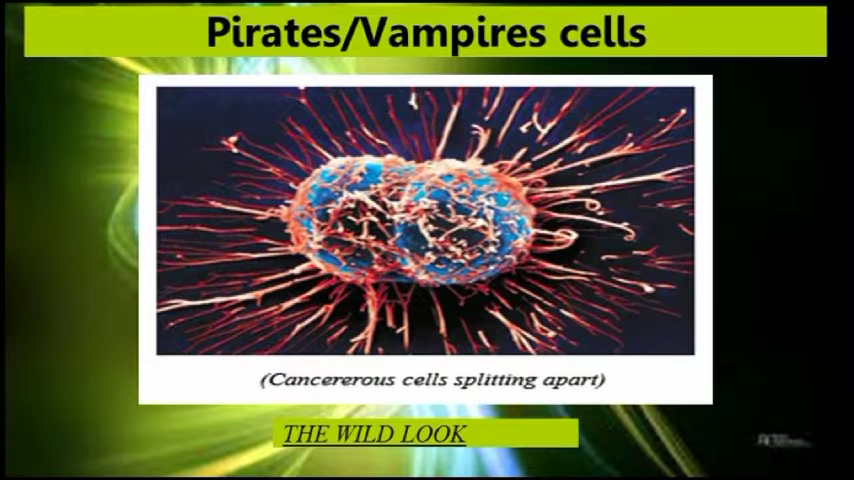 Pirates/Vampires cells
(Cancererous cells splitting apart)
THE WILD LOOK